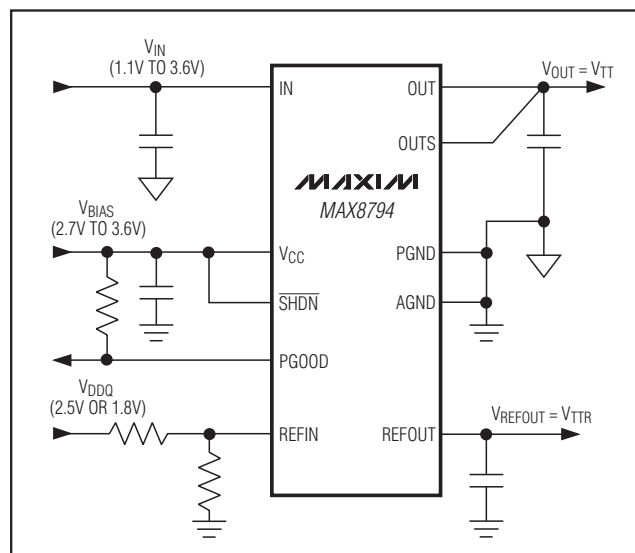 VIN
(1.1V TO 3.6V)
IN
OUT
VOUT = VTT
OUTS
MAXIM
MAX8794
VBIAS
(2.7V TO 3.6V)
VCC
PGND
SHDN
AGND
PGOOD
VDDQ
(2.5V OR 1.8V)
REFIN
REFOUT
VREFOUT = VTTR